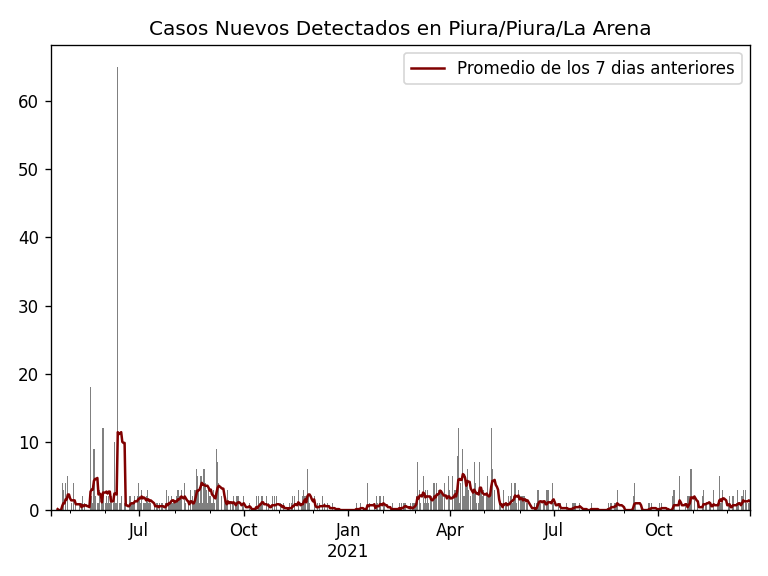 Casos Nuevos Detectados en Piura/Piura/La Arena
Promedio de los 7 dias anteriores
60
50
40
30
20
10
0
Jul Oct Jan Apr Jul Oct
2021